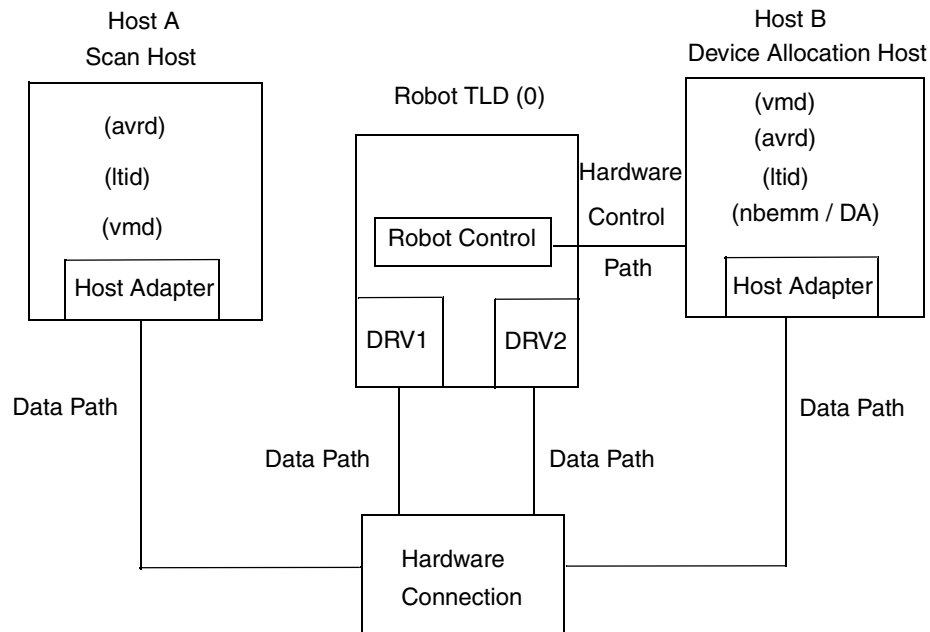 Host A
Scan Host
(avrd)
(ltid)
(vmd)
Host Adapter
Data Path
Robot TLD (0)
Robot Control
DRV1
DRV2
Data Path
Data Path
Hardware
Connection
Hardware
Control
Path
Host B
Device Allocation Host
(vmd)
(avrd)
(ltid)
(nbemm / DA)
Host Adapter
Data Path